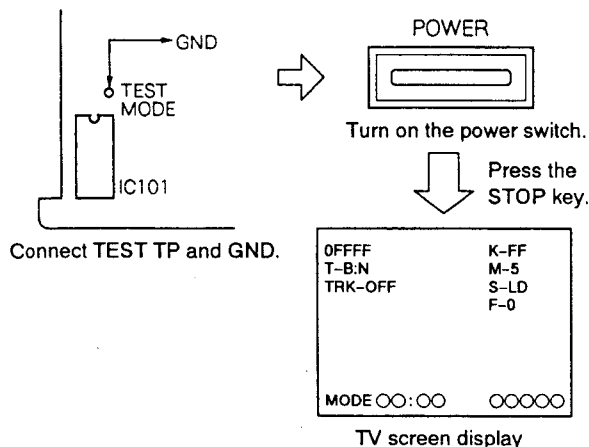 GND
TEST
MODE
IC101
Connect TEST TP and GND.
POWER
Turn on the power switch.
Press the
STOP key.
0FFFF K–FF
T–B:N M–5
TRK–OFF S–LD
F–0
MODE ○○:○○ ○○○○○
TV screen display